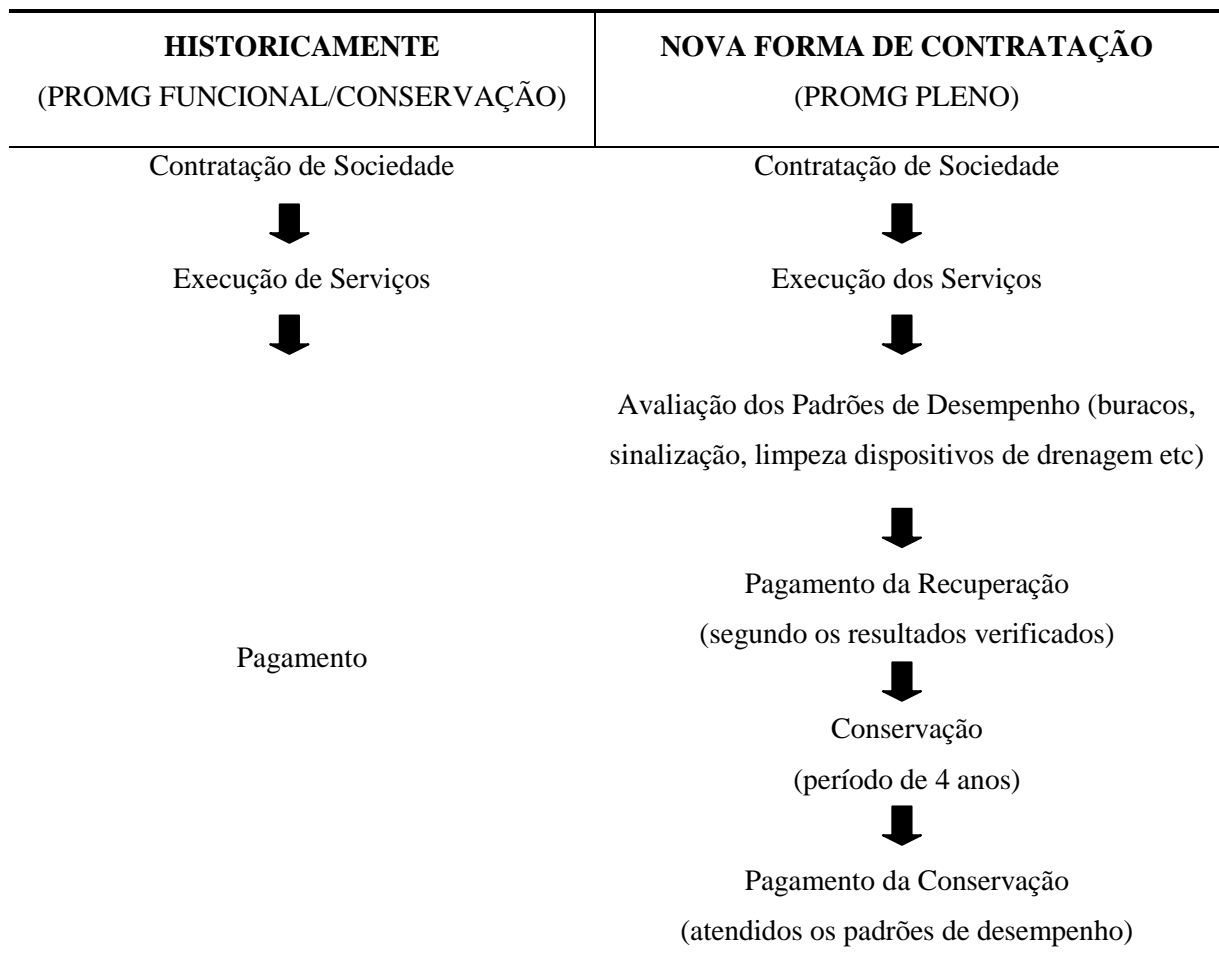 HISTORICAMENTE
(PROMG FUNCIONAL/CONSERVAÇÃO)
NOVA FORMA DE CONTRATAÇÃO
(PROMG PLENO)
Contratação de Sociedade
Execução de Serviços
Pagamento
Contratação de Sociedade
Execução dos Serviços
Avaliação dos Padrões de Desempenho (buracos,
sinalização, limpeza dispositivos de drenagem etc)
Pagamento da Recuperação
(segundo os resultados verificados)
Conservação
(período de 4 anos)
Pagamento da Conservação
(atendidos os padrões de desempenho)